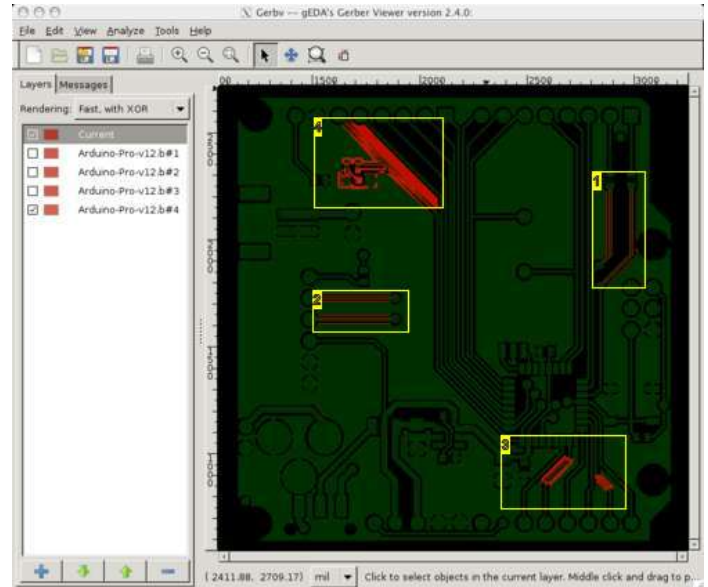 Gerbv -- gEDA's Gerber Viewer version 2.4.0:
File Edit View Analyze Tools Help
Layers Messages
Rendering: Fast, with XOR
Current
Arduino-Pro-v12.b#1
Arduino-Pro-v12.b#2
Arduino-Pro-v12.b#3
Arduino-Pro-v12.b#4
00 1500 2000 2500 3000
4
1
2
3
(2411.88, 2709.17) mil Click to select objects in the current layer. Middle click and drag to p...